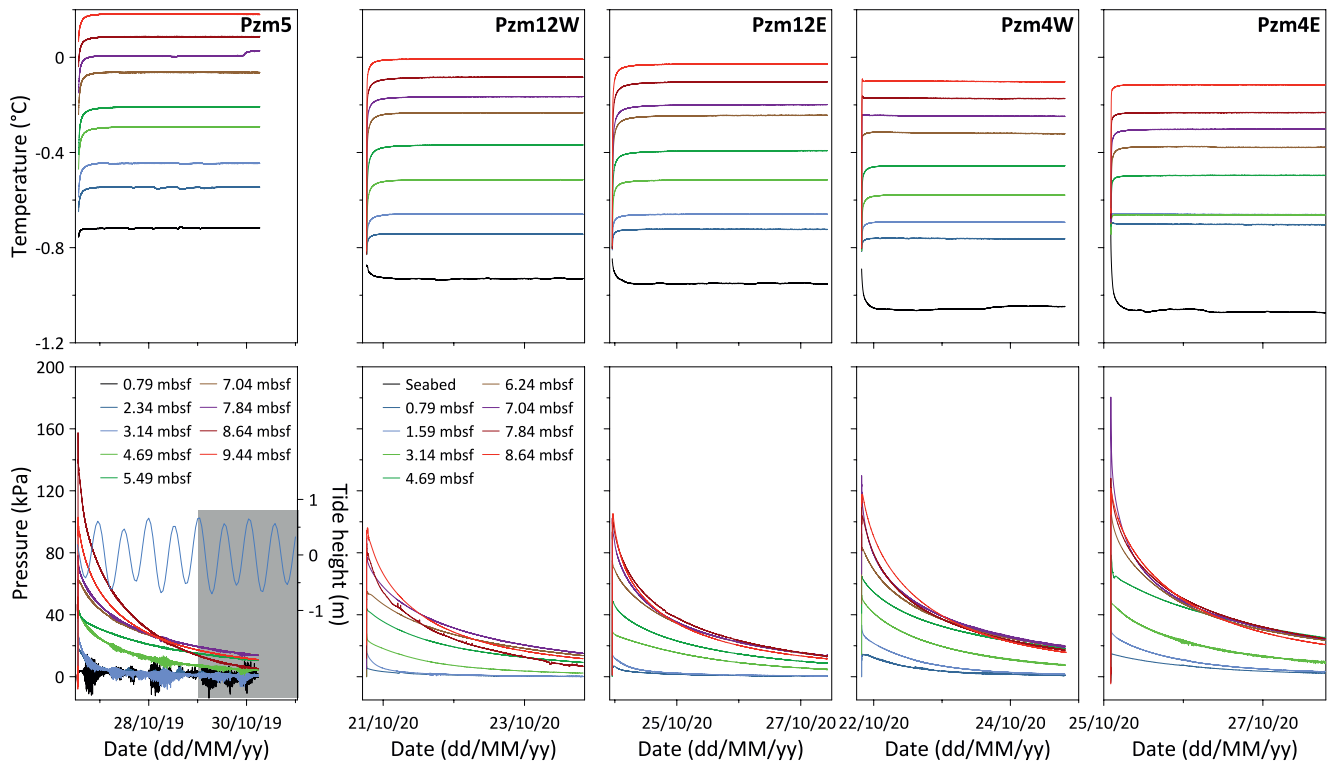 Pzm5
Pzm12W
Pzm12E
Pzm4W
Pzm4E
Temperature (°C)
0
-0.4
-0.8
-1.2
Pressure (kPa)
200
160
120
80
40
0
0.79 mbsf
2.34 mbsf
3.14 mbsf
4.69 mbsf
5.49 mbsf
7.04 mbsf
7.84 mbsf
8.64 mbsf
9.44 mbsf
1
0
-1
Tide height (m)
Seabed
0.79 mbsf
1.59 mbsf
3.14 mbsf
4.69 mbsf
6.24 mbsf
7.04 mbsf
7.84 mbsf
8.64 mbsf
28/10/19 30/10/19
21/10/20 23/10/20
25/10/20 27/10/20
22/10/20 24/10/20
25/10/20 27/10/20
Date (dd/MM/yy)
Date (dd/MM/yy)
Date (dd/MM/yy)
Date (dd/MM/yy)
Date (dd/MM/yy)